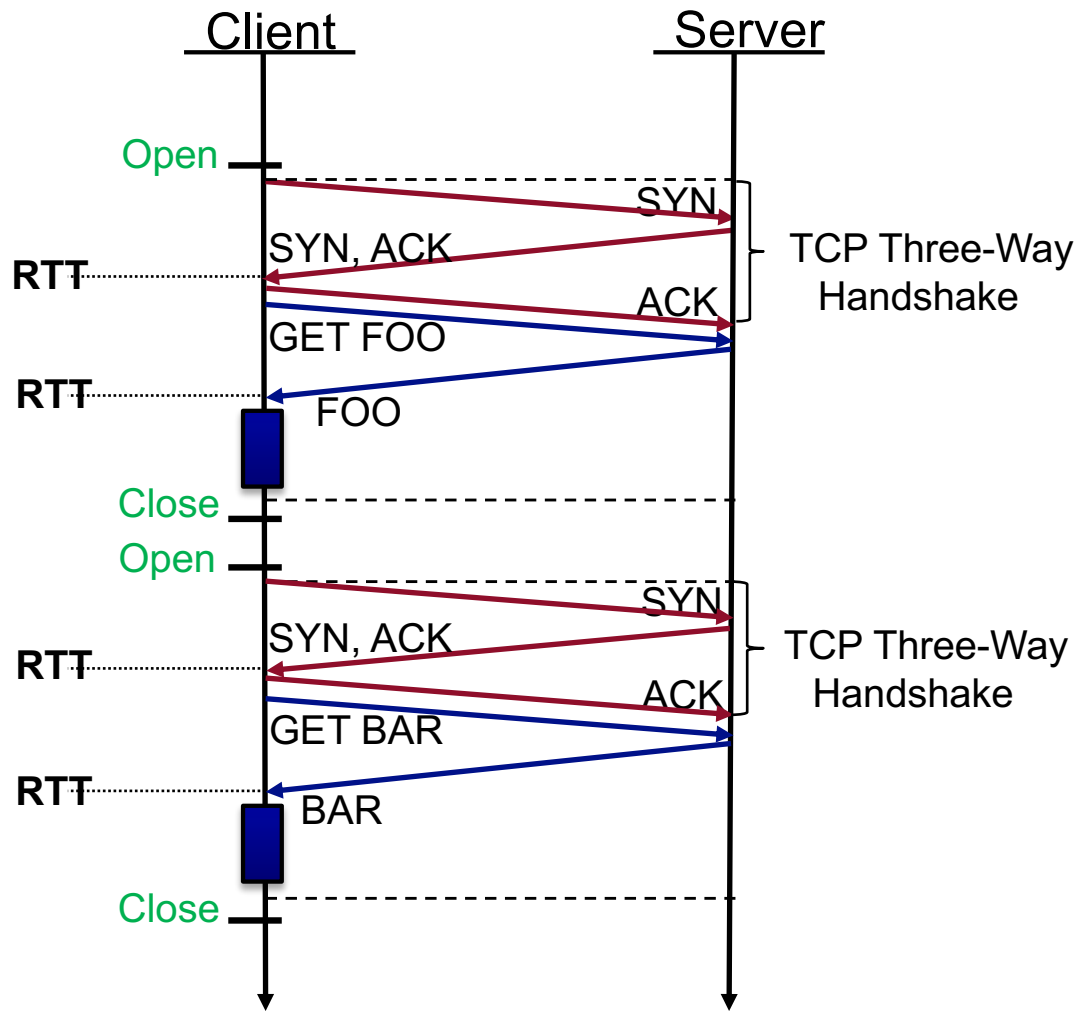 Client
Server
Open
SYN
SYN, ACK
TCP Three-Way
Handshake
RTT
ACK
GET FOO
RTT
FOO
Close
Open
SYN
SYN, ACK
TCP Three-Way
Handshake
RTT
ACK
GET BAR
RTT
BAR
Close